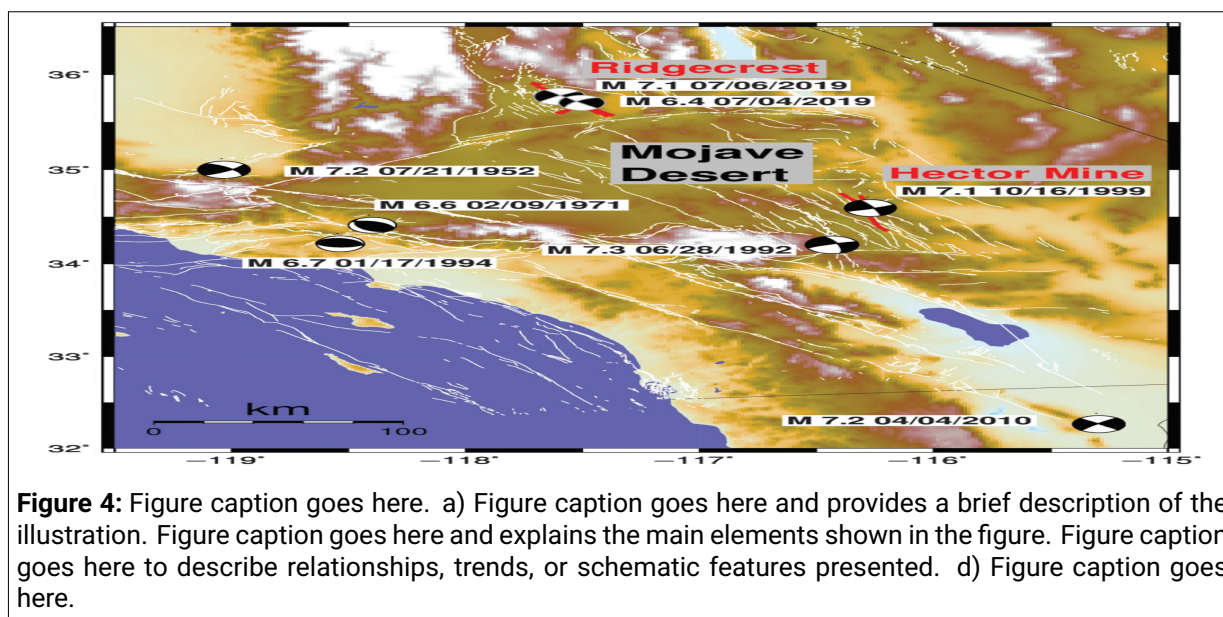 36°
Ridgecrest
M 7.1 07/06/2019
M 6.4 07/04/2019
Mojave
Desert
35°
M 7.2 07/21/1952
Hector Mine
M 7.1 10/16/1999
M 6.6 02/09/1971
M 7.3 06/28/1992
34°
M 6.7 01/17/1994
33°
km
0 100
M 7.2 04/04/2010
32°
−119° −118° −117° −116° −115°
Figure 4: Figure caption goes here. a) Figure caption goes here and provides a brief description of the
illustration. Figure caption goes here and explains the main elements shown in the figure. Figure caption
goes here to describe relationships, trends, or schematic features presented. d) Figure caption goes
here.